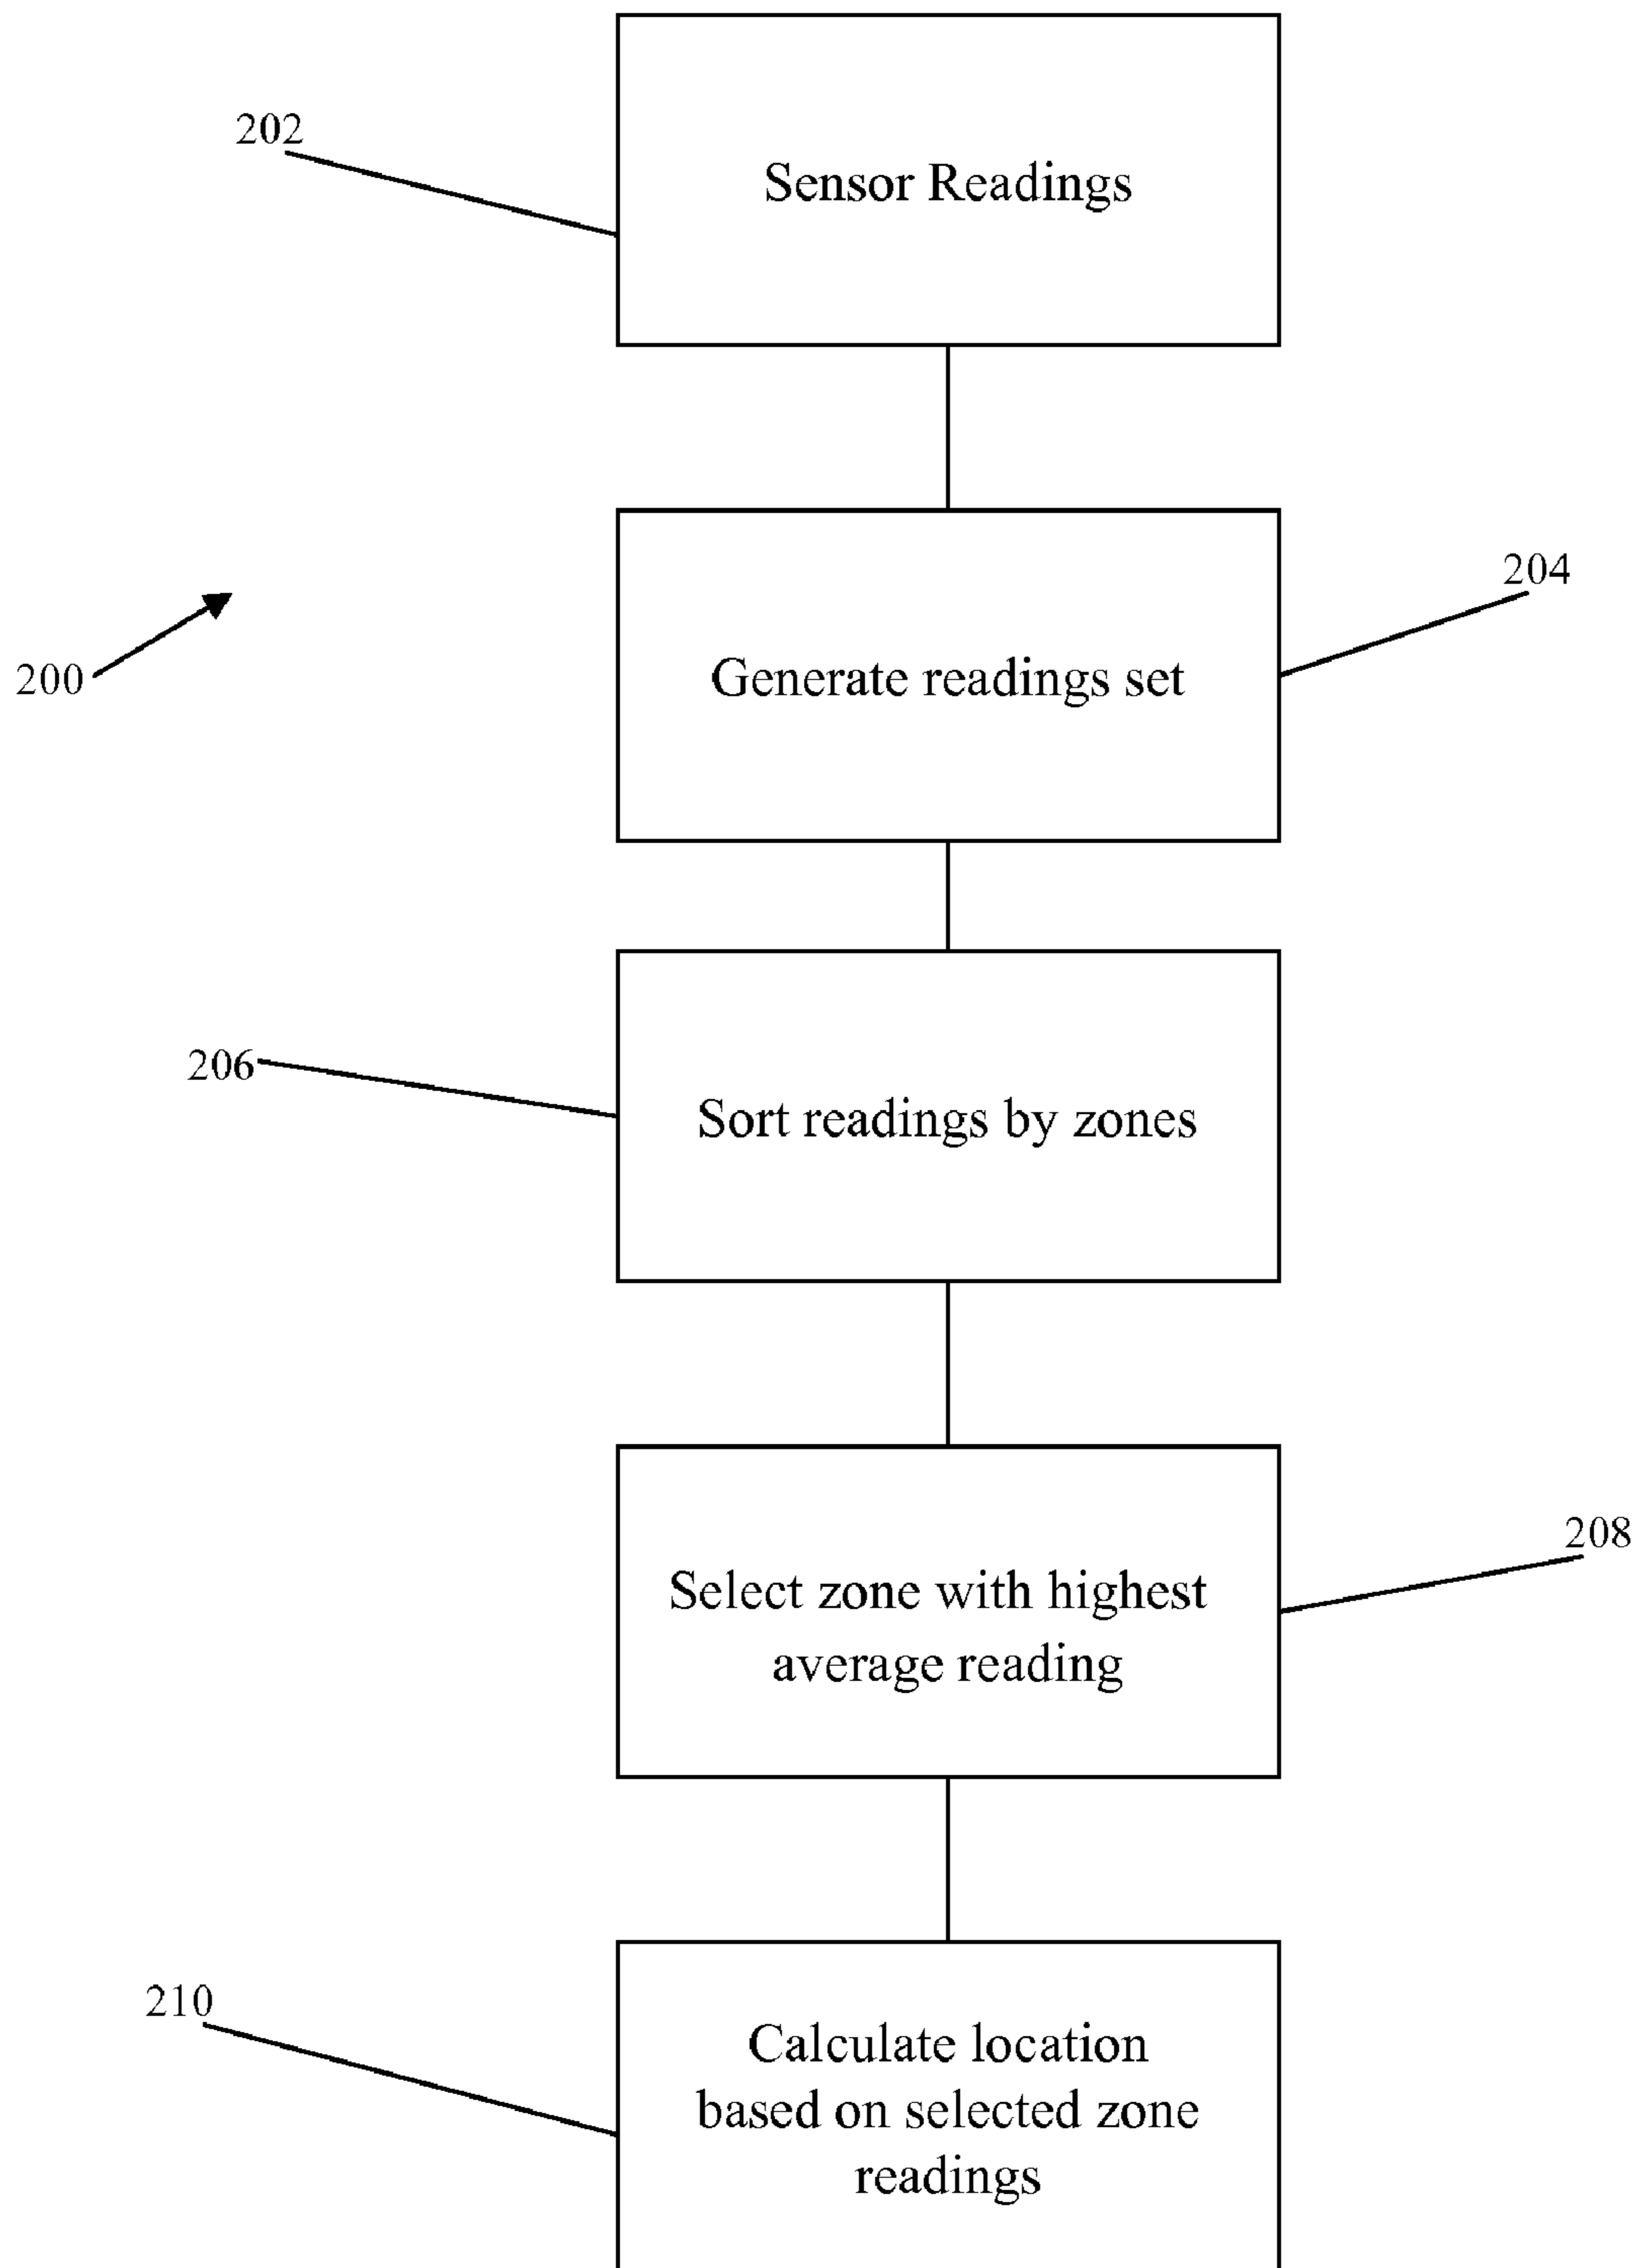 202
Sensor Readings
204
200
Generate readings set
206
Sort readings by zones
208
Select zone with highest
average reading
210
Calculate location
based on selected zone
readings